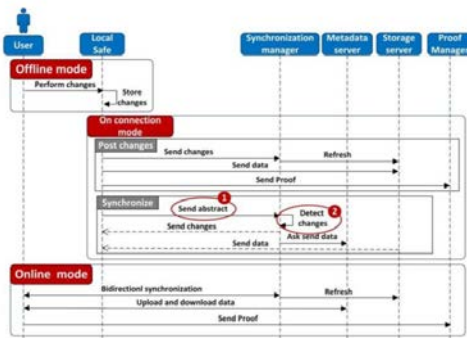 User
Local
Safe
Synchronization
manager
Metadata
server
Storage
server
Proof
Manager
Offline mode
Perform changes
Store
changes
On connection
mode
Post changes
Send changes
Refresh
Send data
Send Proof
Synchronize
1
Send abstract
2
Detect
changes
Send changes
Ask send data
Send data
Online mode
Bidirectionl synchronization
Refresh
Upload and download data
Send Proof